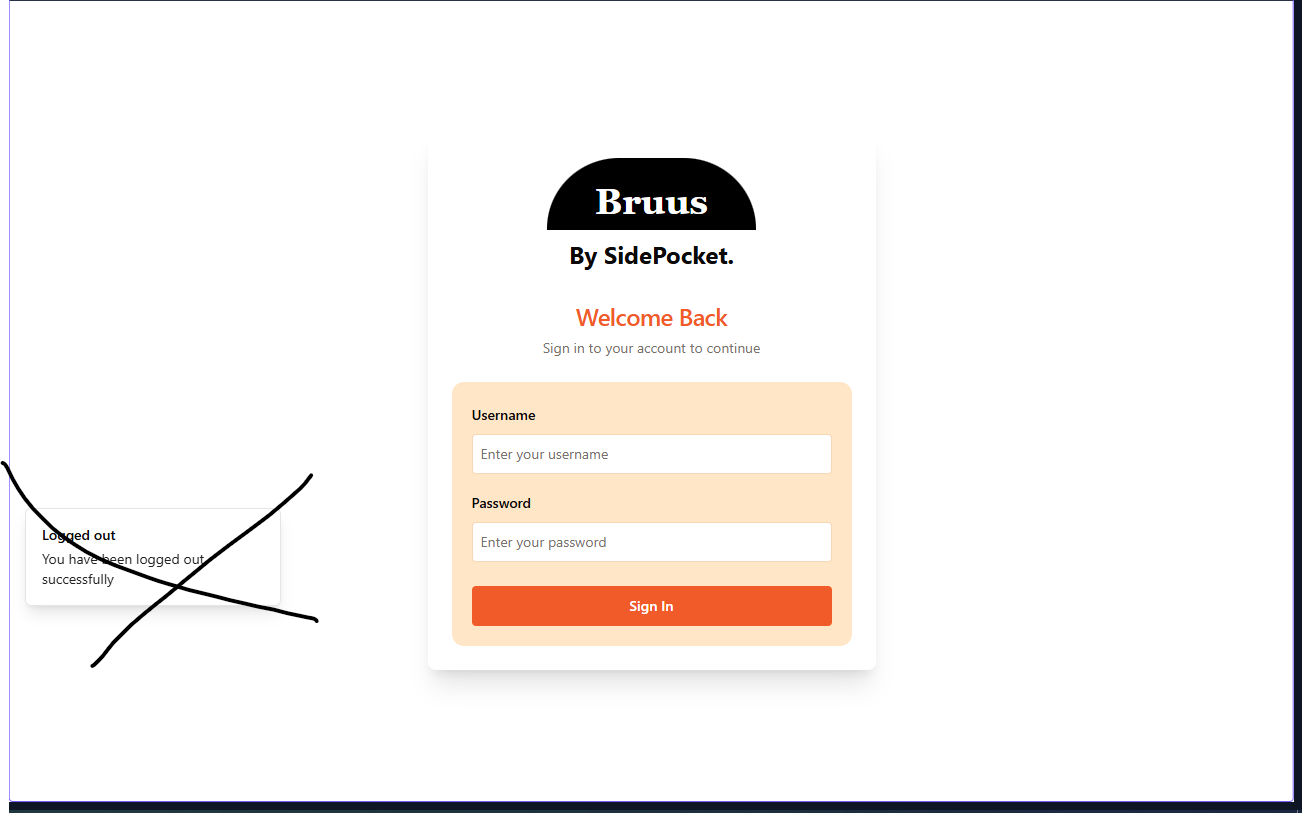 Bruus
By SidePocket.
Welcome Back
Sign in to your account to continue
Username
Enter your username
Password
Enter your password
Sign In
Logged out
You have been logged out
successfully